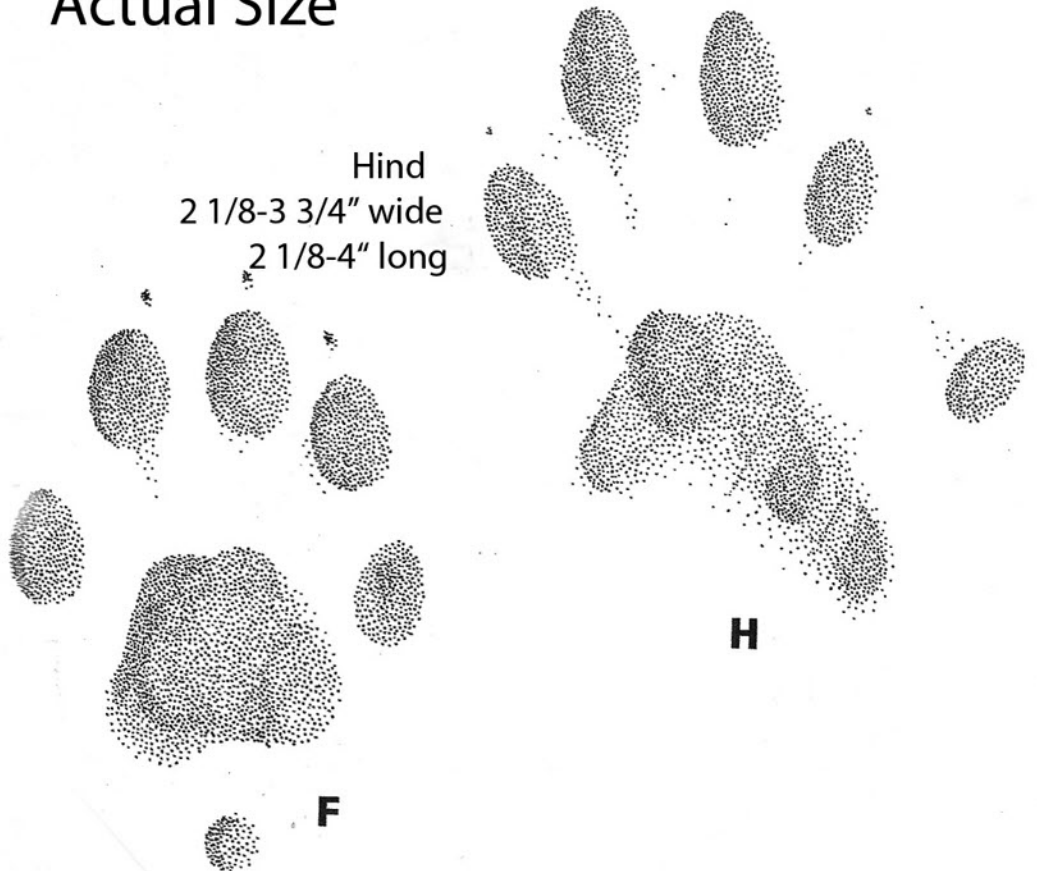 Actual Size
Hind
2 1/8-3 3/4” wide
2 1/8-4“ long
H
F